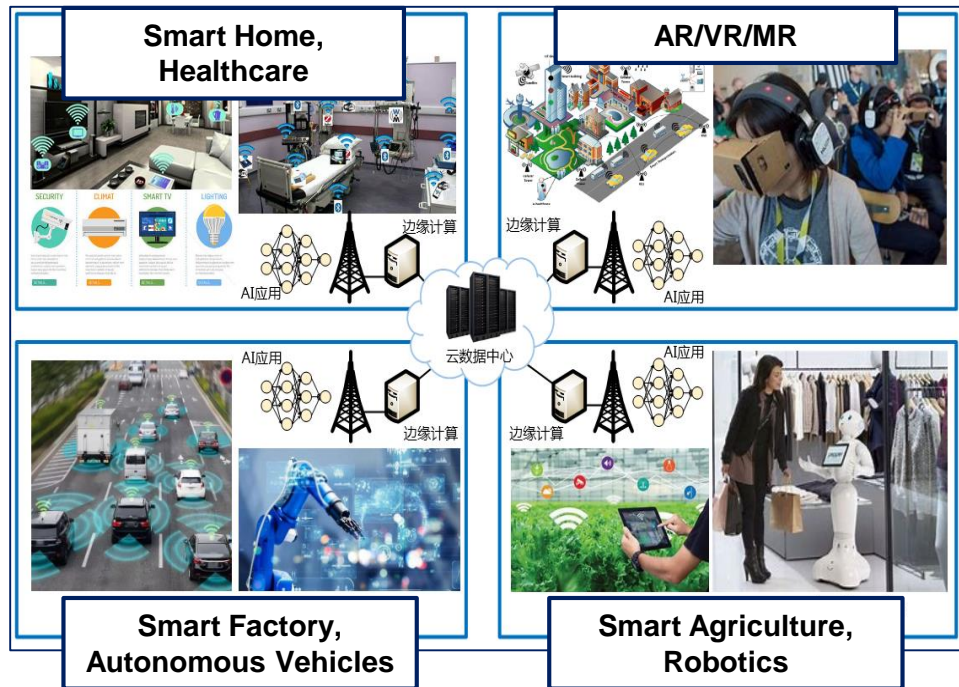 Smart Home,
Healthcare
AR/VR/MR
SECURITY
CLIMAT
SMART TV
LIGHTING
边缘计算
AI应用
边缘计算
AI应用
云数据中心
AI应用
边缘计算
AI应用
边缘计算
Smart Factory,
Autonomous Vehicles
Smart Agriculture,
Robotics